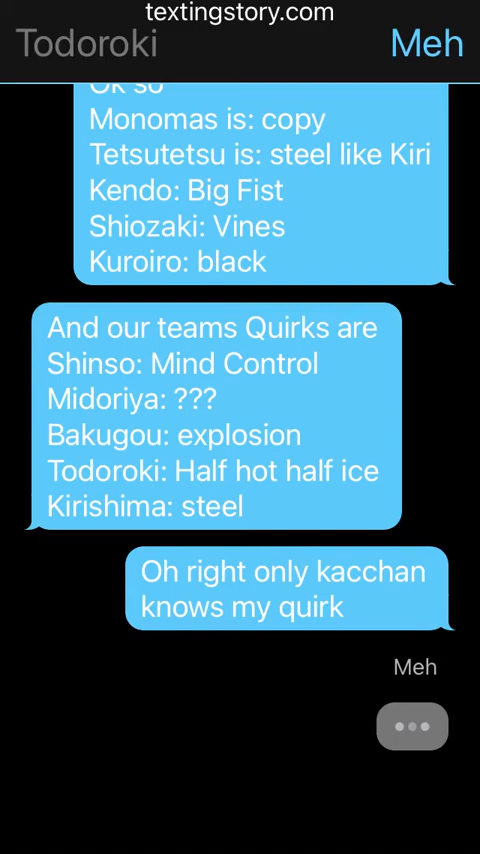 textingstory.com
Todoroki
Meh
Ok so
Monomas is: copy
Tetsutetsu is: steel like Kiri
Kendo: Big Fist
Shiozaki: Vines
Kuroiro: black
And our teams Quirks are
Shinso: Mind Control
Midoriya: ???
Bakugou: explosion
Todoroki: Half hot half ice
Kirishima: steel
Oh right only kacchan
knows my quirk
Meh